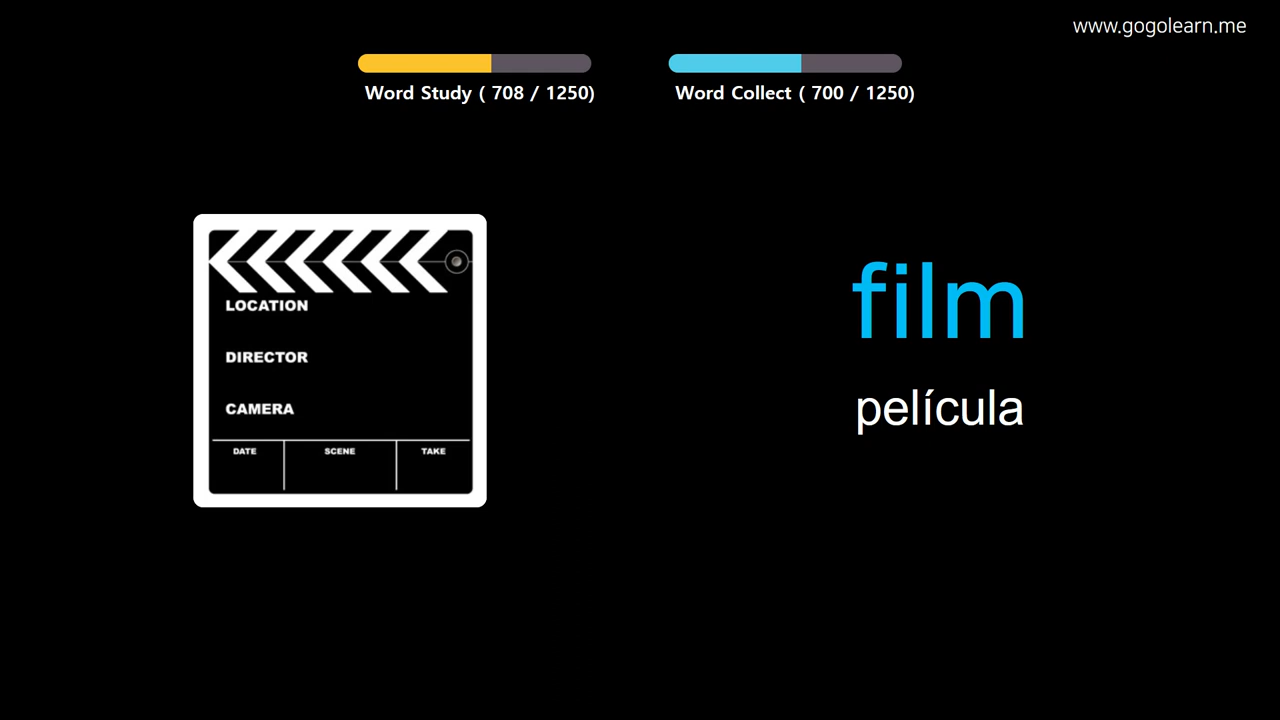 www.gogolearn.me
Word Study ( 708 / 1250)
Word Collect ( 700 / 1250)
LOCATION
DIRECTOR
CAMERA
DATE
SCENE
TAKE
film
película